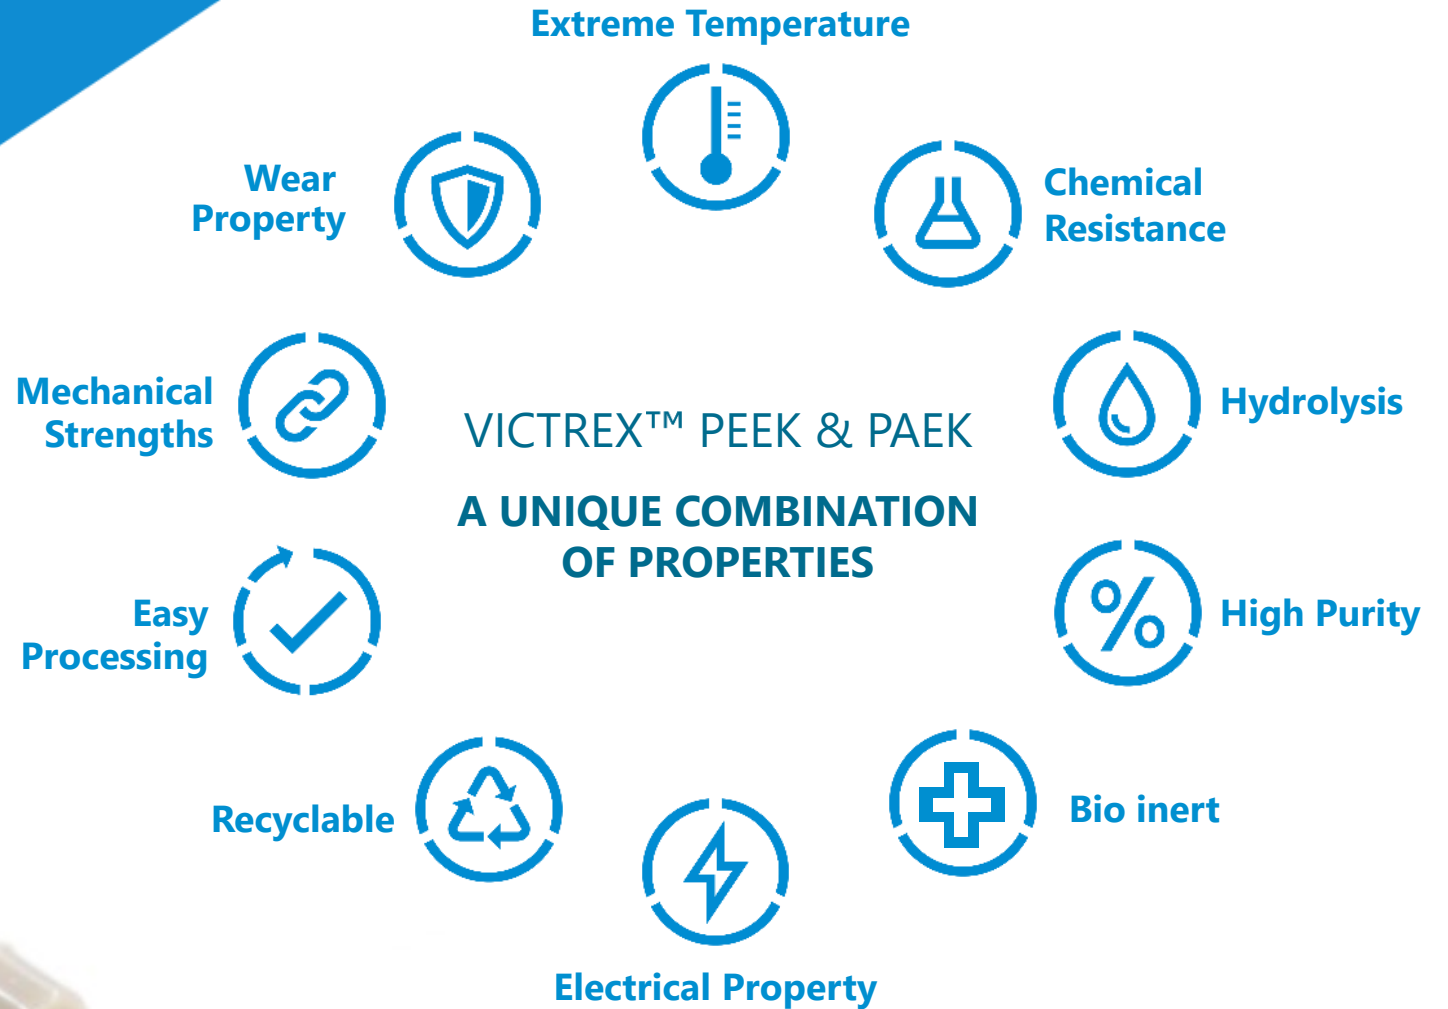 Extreme Temperature
Wear
Property
Chemical
Resistance
Mechanical
Strengths
Hydrolysis
VICTREX™ PEEK & PAEK
A UNIQUE COMBINATION
OF PROPERTIES
Easy
Processing
High Purity
Recyclable
Bio inert
Electrical Property